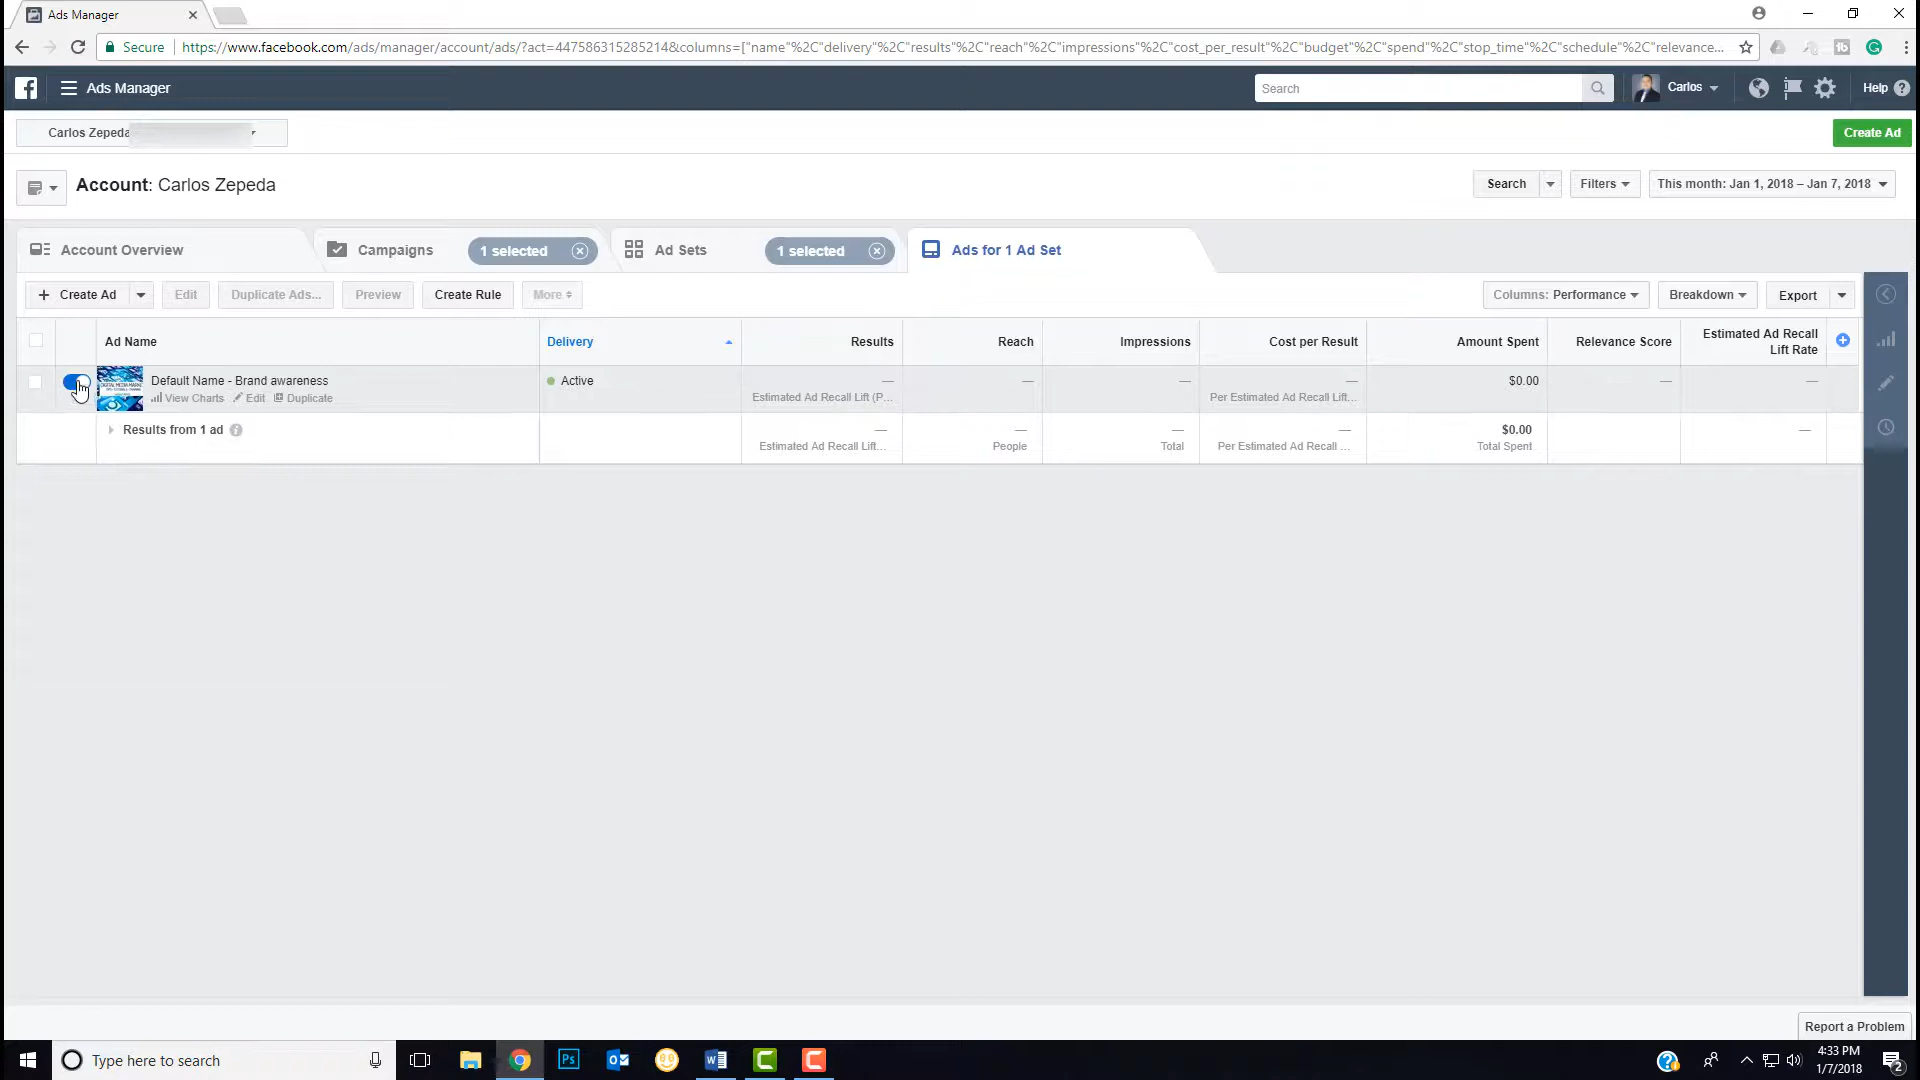 Ads Manager
Secure https://www.facebook.com/ads/manager/account/ads/?act=447586315285214&columns=["name"%2C"delivery"%2C"results"%2C"reach"%2C"impressions"%2C"cost_per_result"%2C"budget"%2C"spend"%2C"stop_time"%2C"schedule"%2C"relevance...
Ads Manager Search Carlos Help ?
Carlos Zepeda Create Ad
Account: Carlos Zepeda Search Filters This month: Jan 1, 2018 – Jan 7, 2018
Account Overview Campaigns 1 selected Ad Sets 1 selected Ads for 1 Ad Set
+ Create Ad Edit Duplicate Ads... Preview Create Rule More Columns: Performance Breakdown Export
Ad Name Delivery Results Reach Impressions Cost per Result Amount Spent Relevance Score Estimated Ad Recall
Lift Rate
Default Name - Brand awareness Active — — — — $0.00 — —
View Charts Edit Duplicate Estimated Ad Recall Lift (P... Per Estimated Ad Recall Lift...
Results from 1 ad — — — — $0.00 —
Estimated Ad Recall Lift... People Total Per Estimated Ad Recall ... Total Spent
Report a Problem
Type here to search Ps 4:33 PM
1/7/2018 2